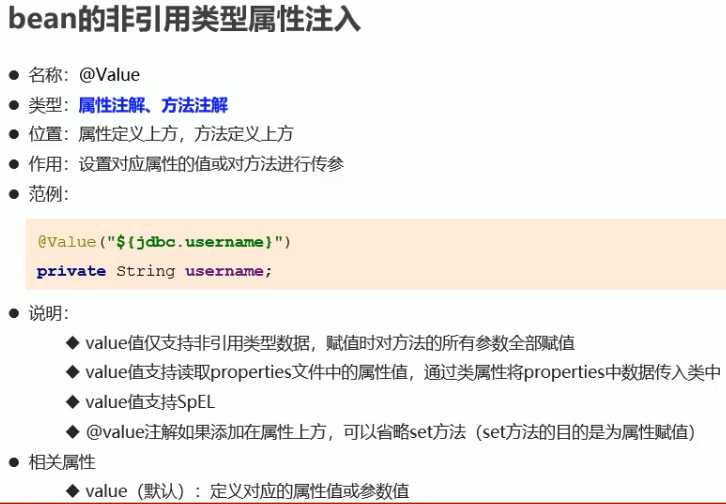 bean的非引用类型属性注入
● 名称：@Value
● 类型：属性注解、方法注解
● 位置：属性定义上方，方法定义上方
● 作用：设置对应属性的值或对方法进行传参
● 范例：
@Value("${jdbc.username}")
private String username;
● 说明：
◆ value值仅支持非引用类型数据，赋值时对方法的所有参数全部赋值
◆ value值支持读取properties文件中的属性值，通过类属性将properties中数据传入类中
◆ value值支持SpEL
◆ @value注解如果添加在属性上方，可以省略set方法（set方法的目的是为属性赋值）
● 相关属性
◆ value（默认）：定义对应的属性值或参数值